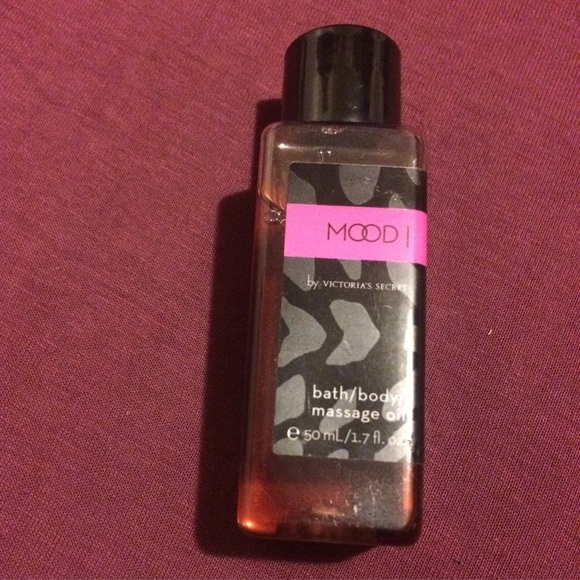 MOOD |
by VICTORIA'S SECRET
bath/body/
massage oil
e 50 mL/1.7 fl. oz.